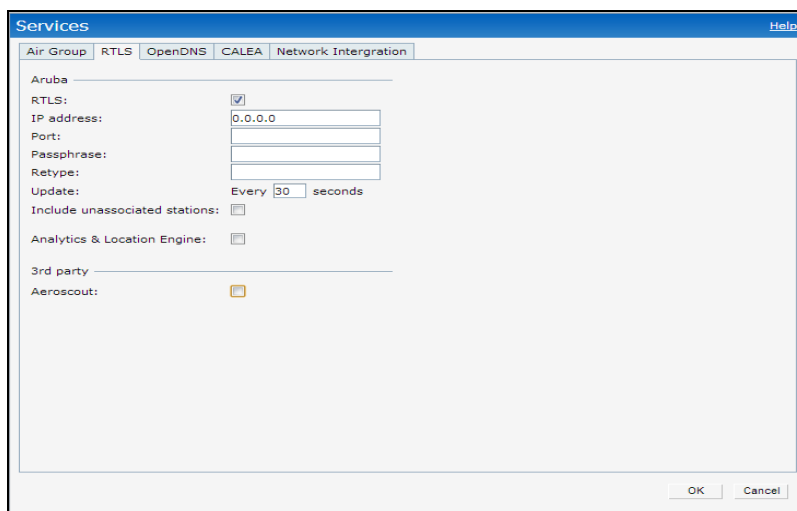 Services Help
Air Group RTLS OpenDNS CALEA Network Intergration
Aruba
RTLS:
IP address: 0.0.0.0
Port:
Passphrase:
Retype:
Update: Every 30 seconds
Include unassociated stations:
Analytics & Location Engine:
3rd party
Aeroscout:
OK Cancel